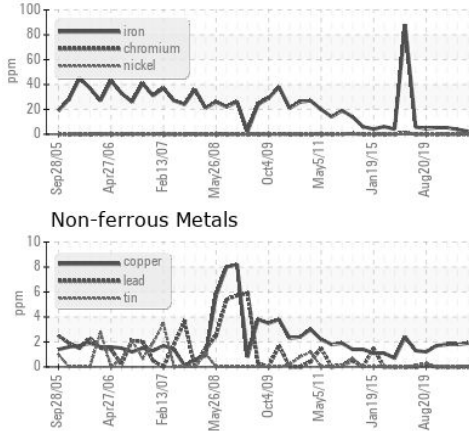 100
80
60
40
20
0
ppm
iron
chromium
nickel
Sep28/05
Apr27/06
Feb13/07
May26/08
Oct4/09
May5/11
Jan19/15
Aug20/19
Non-ferrous Metals
10
8
6
4
2
0
ppm
copper
lead
tin
Sep28/05
Apr27/06
Feb13/07
May26/08
Oct4/09
May5/11
Jan19/15
Aug20/19